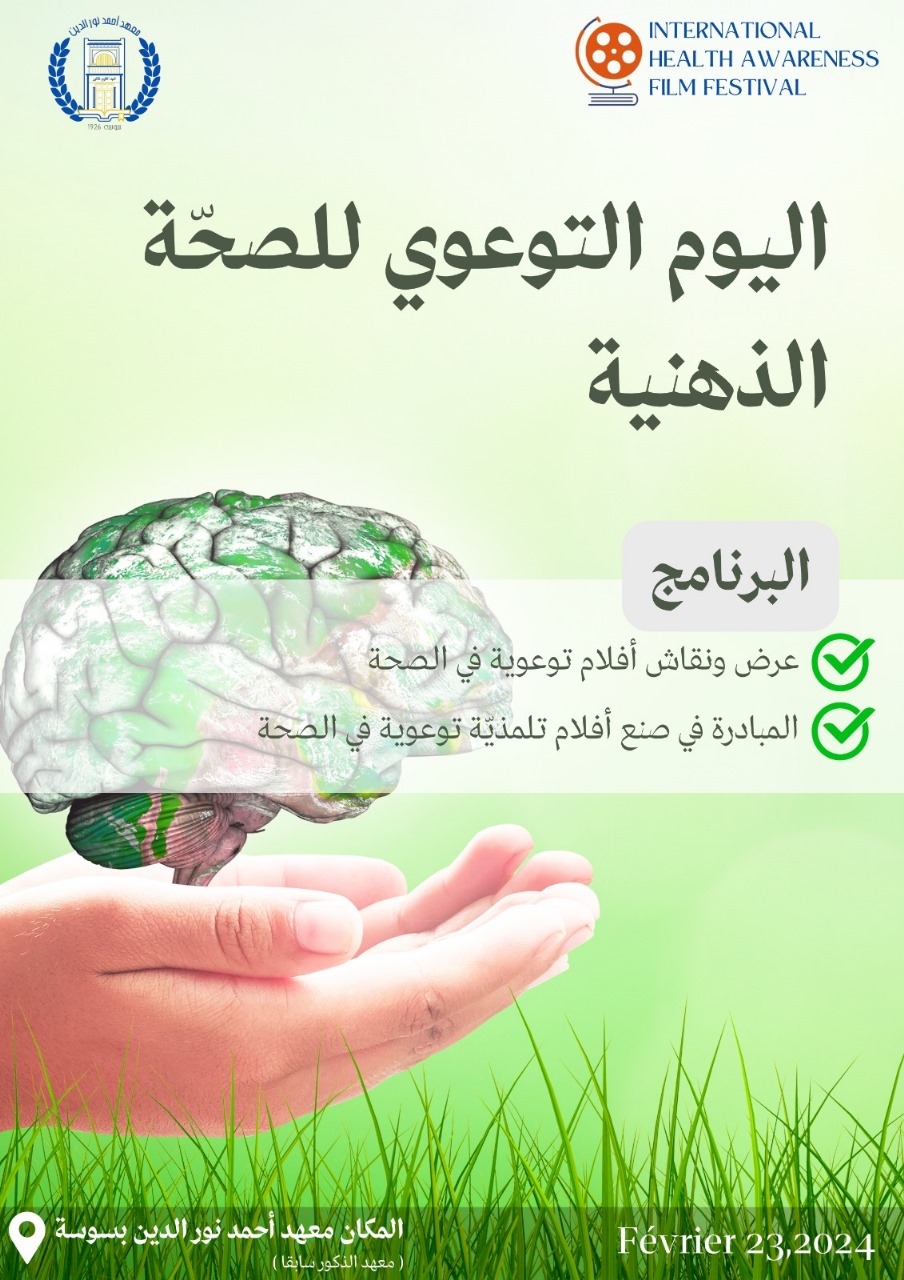 معهد أحمد نور الدين
سوسة 1926
INTERNATIONAL
HEALTH AWARENESS
FILM FESTIVAL
اليوم التوعوي للصحّة
الذهنية
البرنامج
عرض ونقاش أفلام توعوية في الصحة
المبادرة في صنع أفلام تلمذيّة توعوية في الصحة
المكان معهد أحمد نور الدين بسوسة
( معهد الذكور سابقا )
Février 23,2024